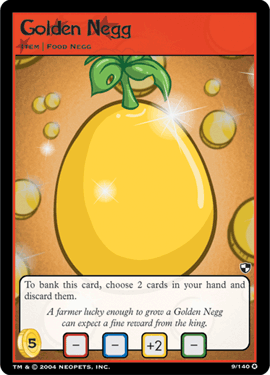 Golden Negg
Item | Food Negg
To bank this card, choose 2 cards in your hand and
discard them.
A farmer lucky enough to grow a Golden Negg
can expect a fine reward from the king.
5
– – +2 –
TM & © 2004 NEOPETS, INC. 9/140